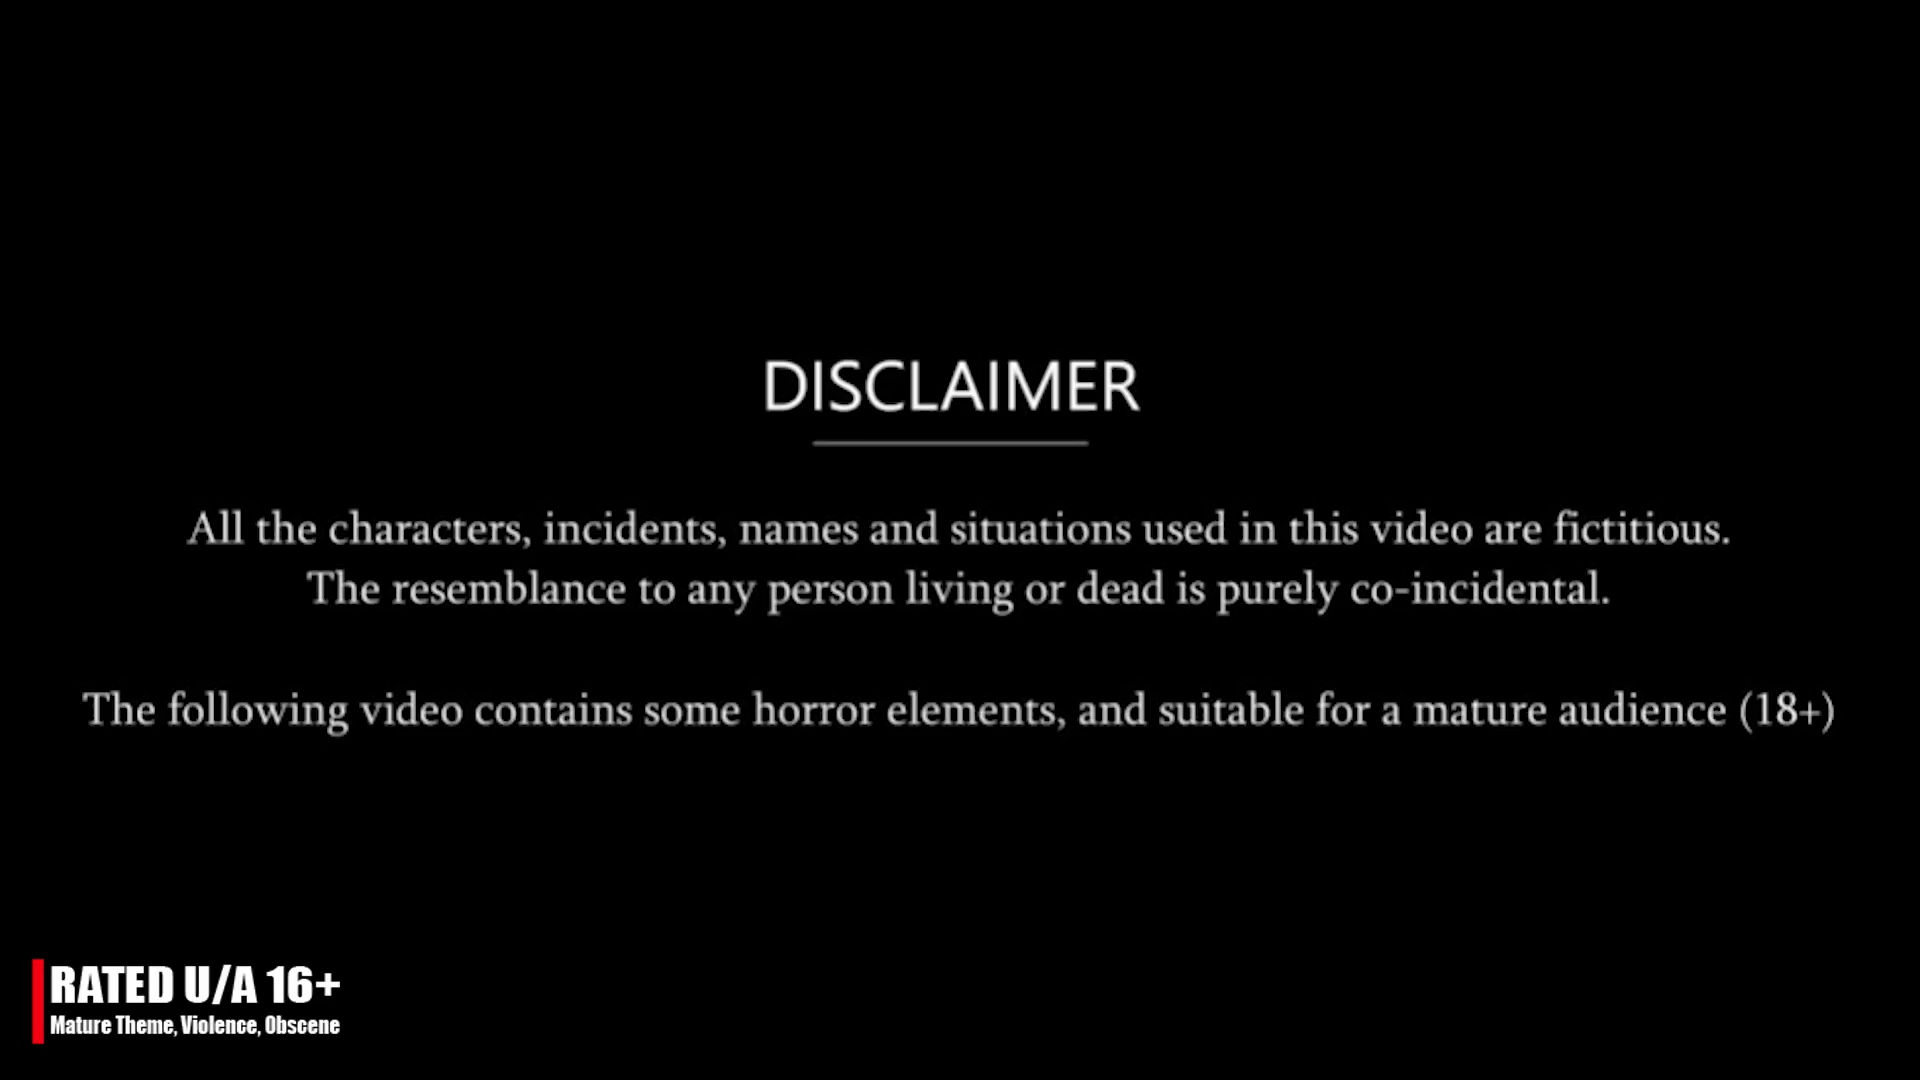 DISCLAIMER
All the characters, incidents, names and situations used in this video are fictitious.
The resemblance to any person living or dead is purely co-incidental.
The following video contains some horror elements, and suitable for a mature audience (18+)
RATED U/A 16+
Mature Theme, Violence, Obscene